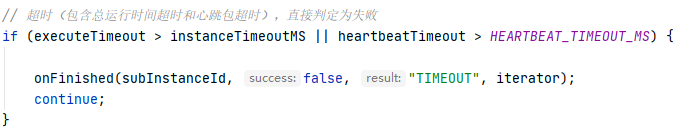 // 超时（包含总运行时间超时和心跳包超时），直接判定为失败
if (executeTimeout > instanceTimeoutMS || heartbeatTimeout > HEARTBEAT_TIMEOUT_MS) {
onFinished(subInstanceId, success: false, result: "TIMEOUT", iterator);
continue;
}